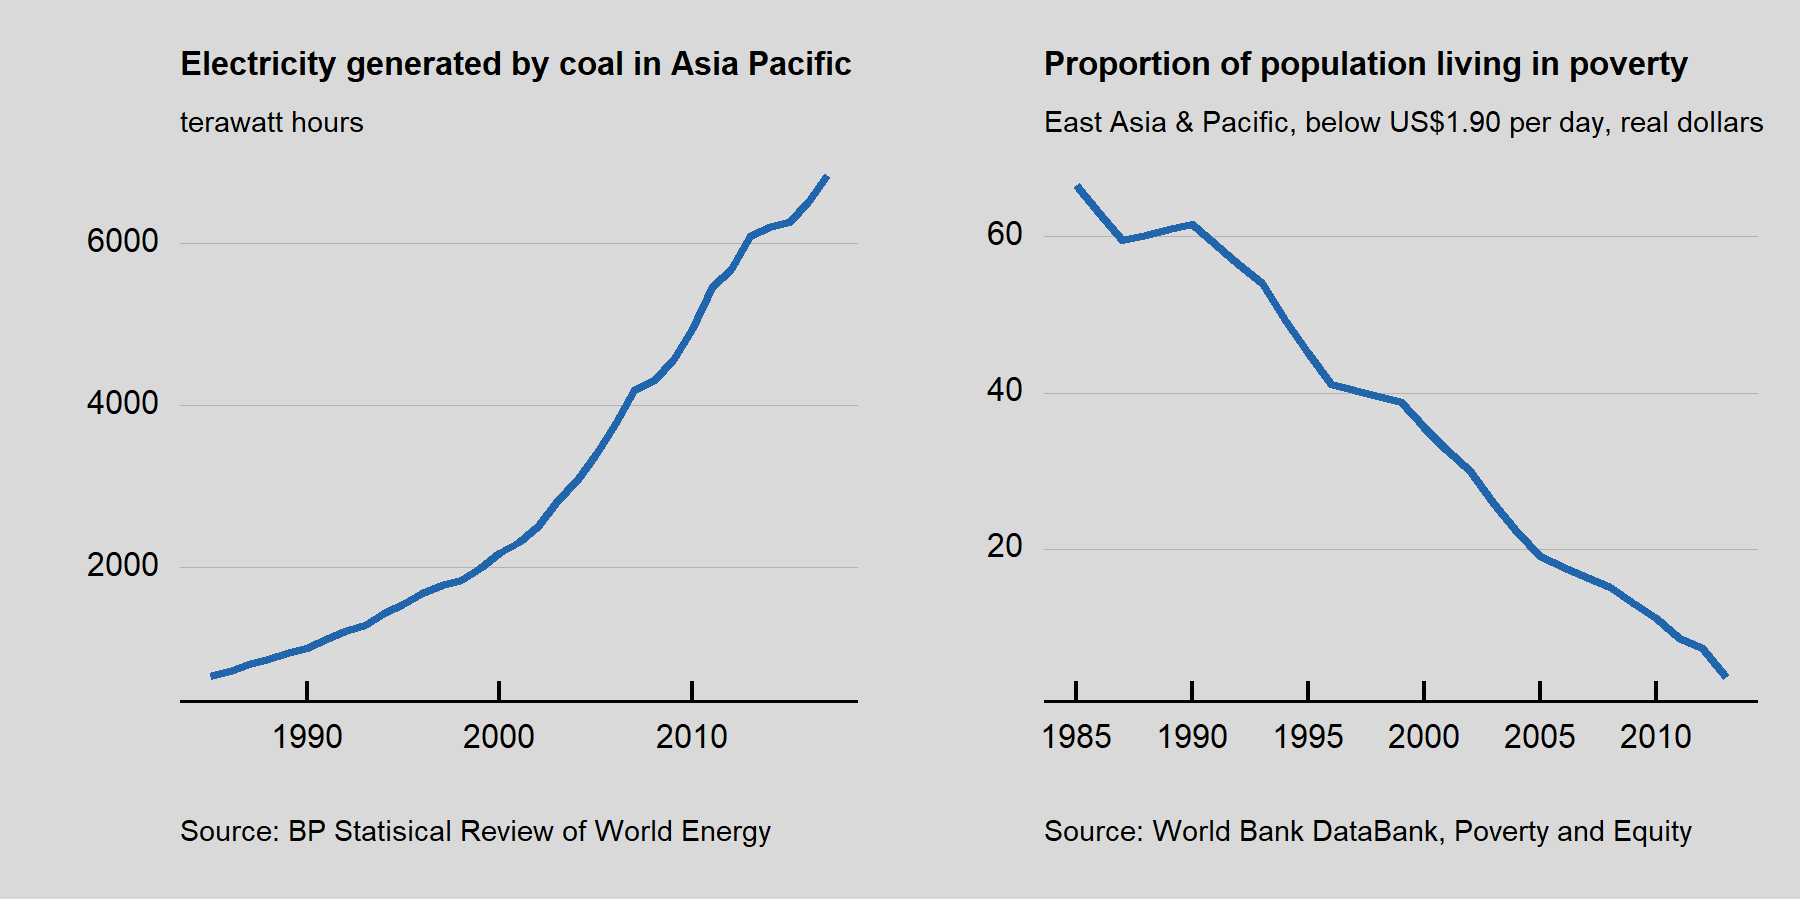 Electricity generated by coal in Asia Pacific
terawatt hours
6000
4000
2000
1990 2000 2010
Source: BP Statisical Review of World Energy
Proportion of population living in poverty
East Asia & Pacific, below US$1.90 per day, real dollars
60
40
20
1985 1990 1995 2000 2005 2010
Source: World Bank DataBank, Poverty and Equity